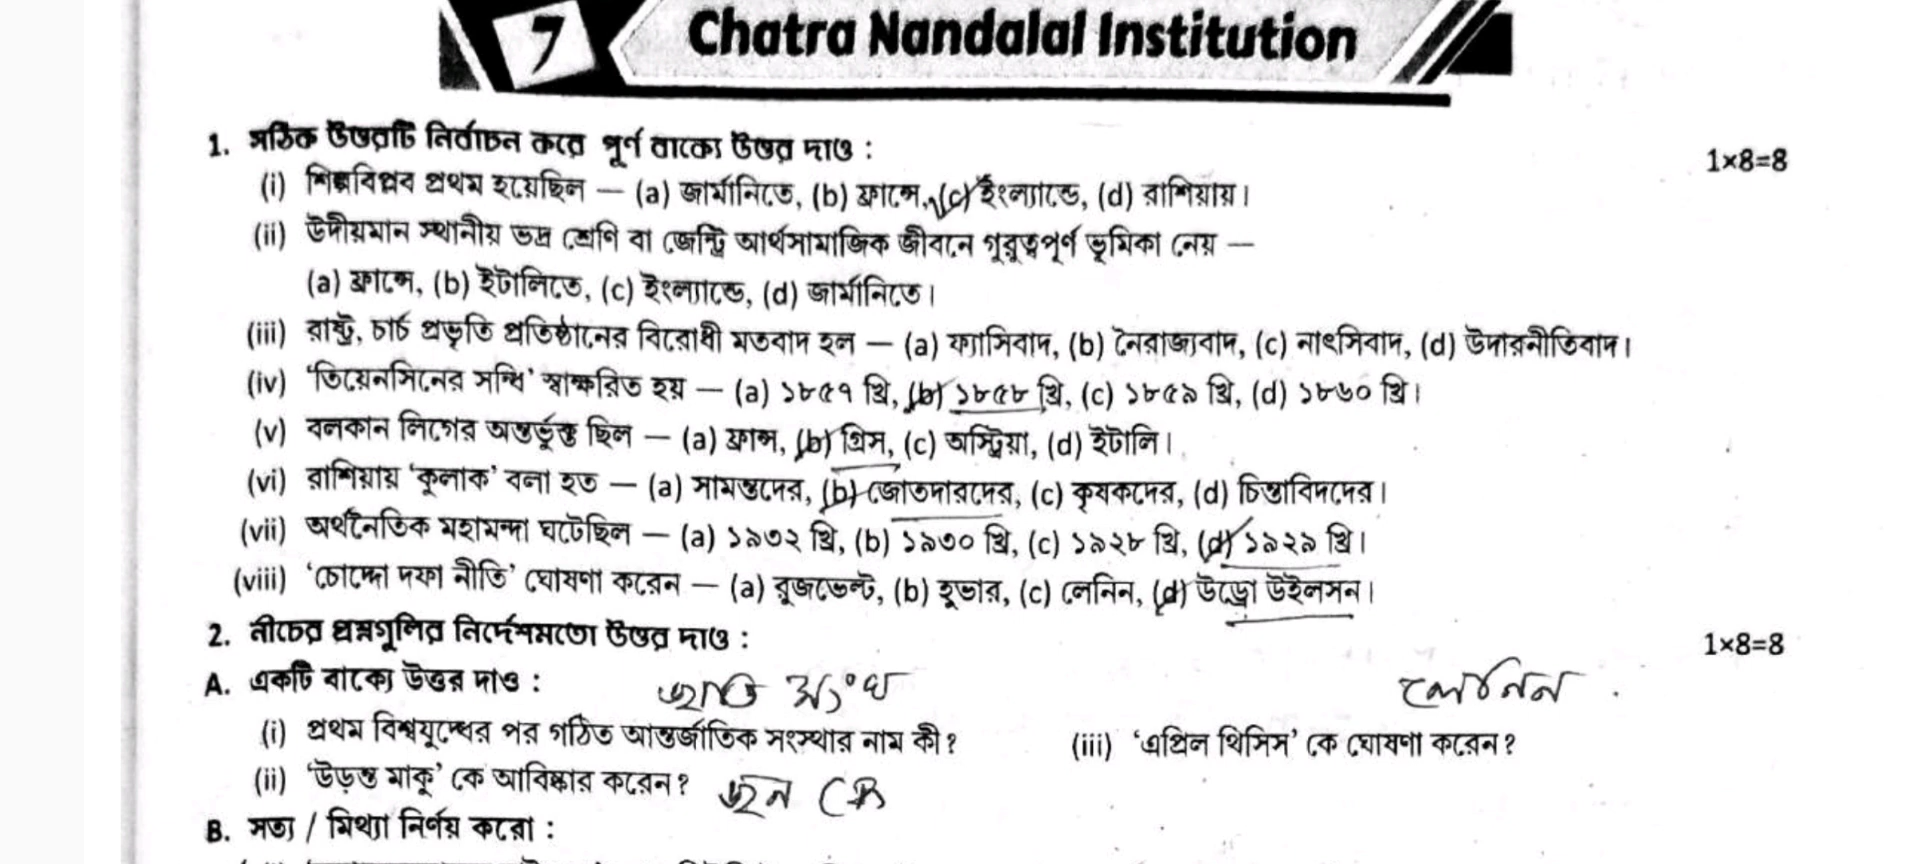 7 Chatra Nandalal Institution
1. সঠিক উত্তরটি নির্বাচন করে পূর্ণ বাক্যে উত্তর দাও : 1×8=8
(i) শিল্পবিপ্লব প্রথম হয়েছিল — (a) জার্মানিতে, (b) ফ্রান্সে, (c) ইংল্যান্ডে, (d) রাশিয়ায়।
(ii) উদীয়মান স্থানীয় ভদ্র শ্রেণি বা জেন্ট্রি আর্থসামাজিক জীবনে গুরুত্বপূর্ণ ভূমিকা নেয় —
(a) ফ্রান্সে, (b) ইটালিতে, (c) ইংল্যান্ডে, (d) জার্মানিতে।
(iii) রাষ্ট্র, চার্চ প্রভৃতি প্রতিষ্ঠানের বিরোধী মতবাদ হল — (a) ফ্যাসিবাদ, (b) নৈরাজ্যবাদ, (c) নাৎসিবাদ, (d) উদারনীতিবাদ।
(iv) ‘তিয়েনসিনের সন্ধি’ স্বাক্ষরিত হয় — (a) ১৮৫৭ খ্রি, (b) ১৮৫৮ খ্রি, (c) ১৮৫৯ খ্রি, (d) ১৮৬০ খ্রি।
(v) বলকান লিগের অন্তর্ভুক্ত ছিল — (a) ফ্রান্স, (b) গ্রিস, (c) অস্ট্রিয়া, (d) ইটালি।
(vi) রাশিয়ায় ‘কুলাক’ বলা হত — (a) সামন্তদের, (b) জোতদারদের, (c) কৃষকদের, (d) চিন্তাবিদদের।
(vii) অর্থনৈতিক মহামন্দা ঘটেছিল — (a) ১৯৩২ খ্রি, (b) ১৯৩০ খ্রি, (c) ১৯২৮ খ্রি, (d) ১৯২৯ খ্রি।
(viii) ‘চোদ্দো দফা নীতি’ ঘোষণা করেন — (a) রুজভেল্ট, (b) হুভার, (c) লেনিন, (d) উড্রো উইলসন।
2. নীচের প্রশ্নগুলির নির্দেশমতো উত্তর দাও : 1×8=8
A. একটি বাক্যে উত্তর দাও : জাতি সংঘ লেনিন
(i) প্রথম বিশ্বযুদ্ধের পর গঠিত আন্তর্জাতিক সংস্থার নাম কী? (iii) ‘এপ্রিল থিসিস’ কে ঘোষণা করেন?
(ii) ‘উড়ন্ত মাকু’ কে আবিষ্কার করেন? জন
B. সত্য / মিথ্যা নির্ণয় করো :